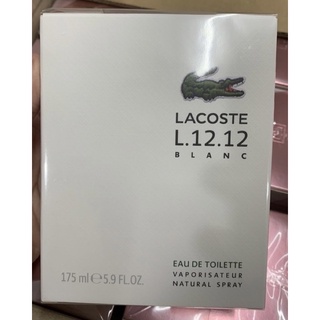 LACOSTE
L.12.12
BLANC
EAU DE TOILETTE
VAPORISATEUR
NATURAL SPRAY
175 ml ℮ 5.9 FL.OZ.